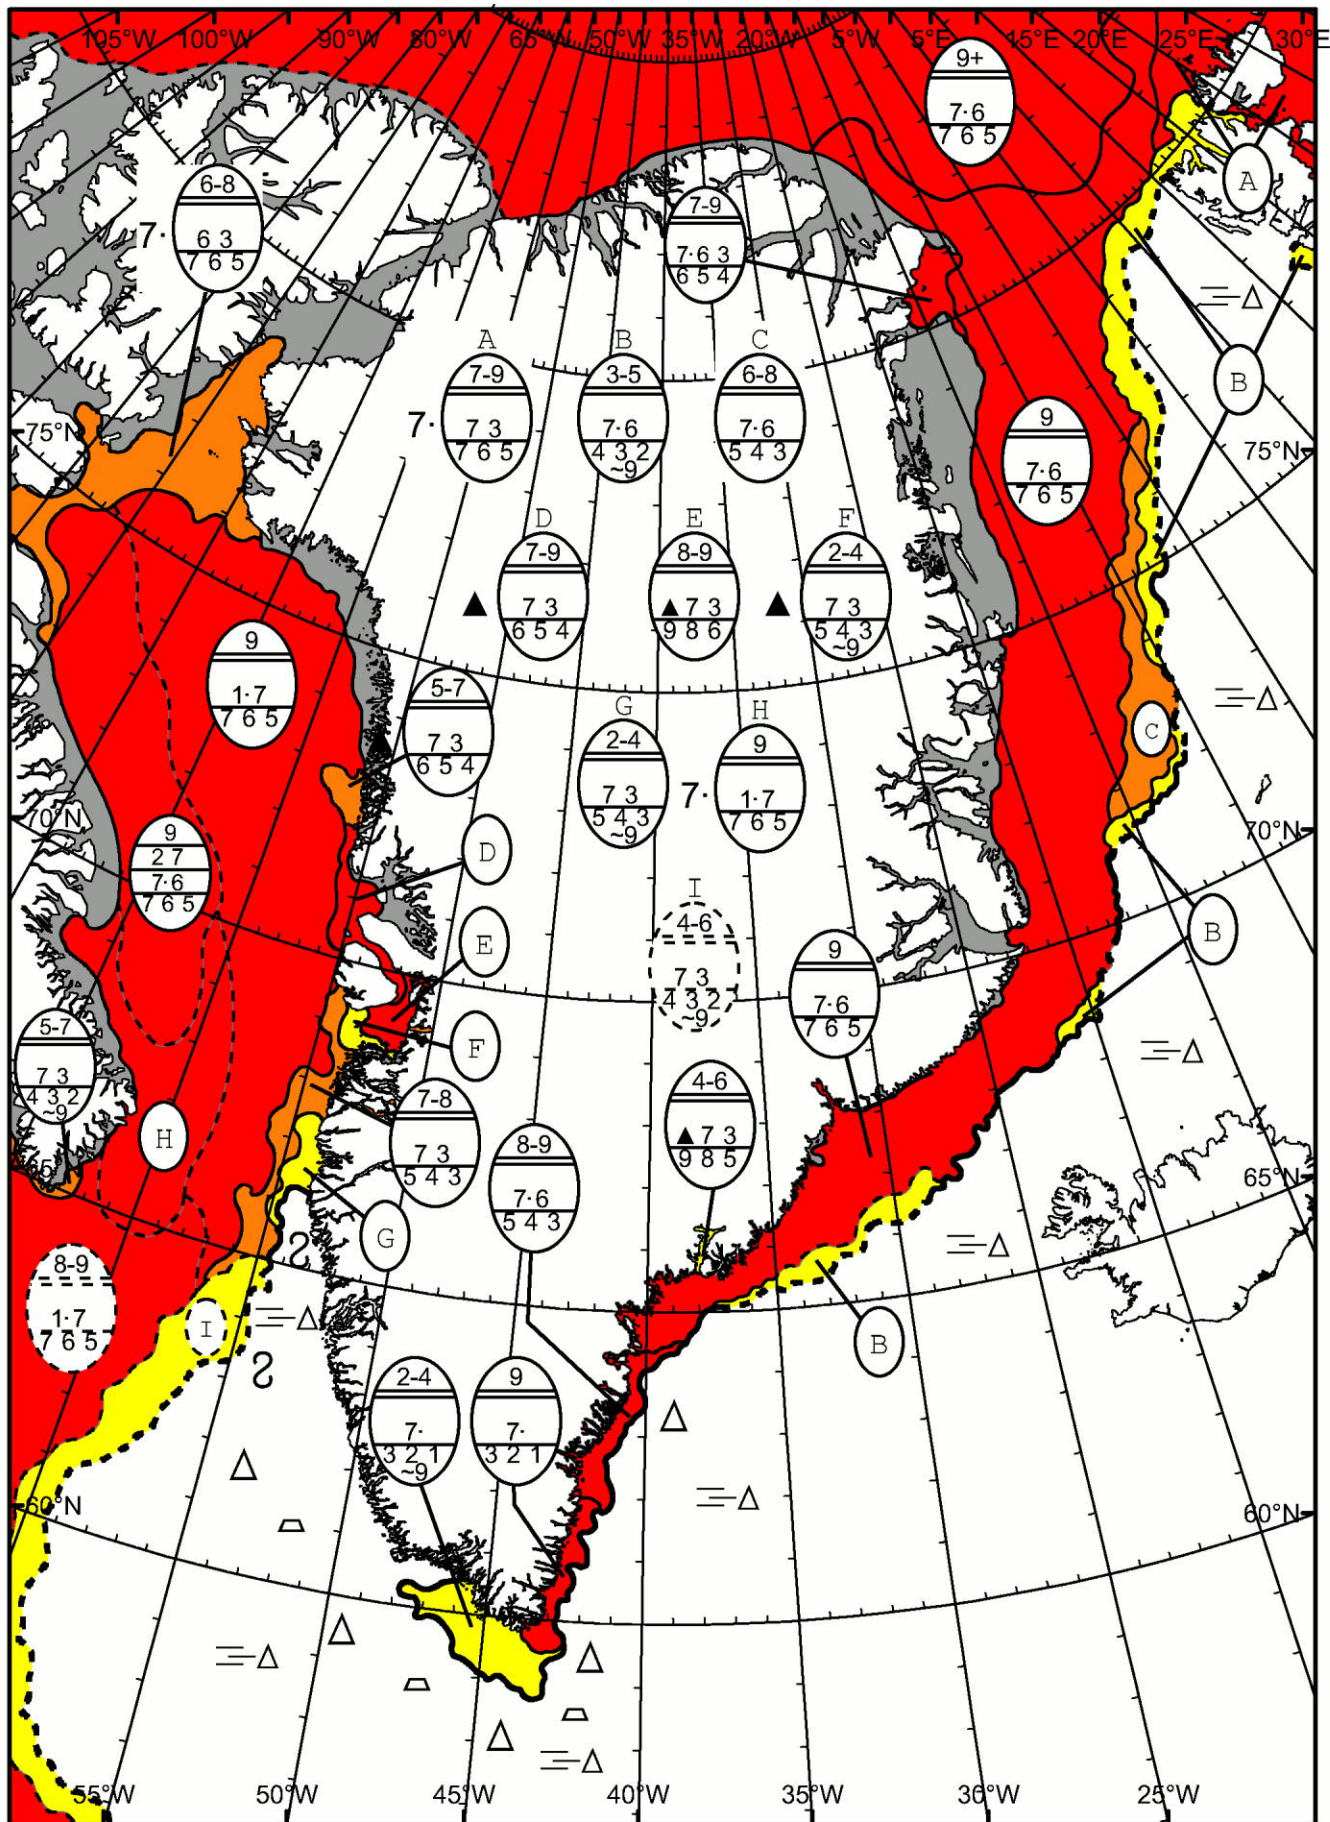 105°W 100°W 90°W 80°W 65°W 50°W 35°W 20°W 5°W 5°E 15°E 20°E 25°E 30°E
9+
7·6
7 6 5
A
6-8
7· 6 3
7 6 5
7-9
7·6 3
6 5 4
B
A B C
7-9 3-5 6-8
7· 7 3 7·6 7·6
7 6 5 4 3 2 5 4 3
~9
75°N
75°N
9
7·6
7 6 5
D E F
7-9 8-9 2-4
▲ 7 3 ▲ 7 3 ▲ 7 3
6 5 4 9 8 6 5 4 3
~9
9
1·7
7 6 5
5-7
7 3
6 5 4
G H
2-4 9
7 3 7· 1·7
5 4 3 7 6 5
~9
C
70°N
70°N
9
2 7
7·6
7 6 5
D
I
4-6
7 3
4 3 2
~9
E
9
7·6
7 6 5
B
5-7
7 3
4 3 2
~9
F
H
7-8
7 3
5 4 3
8-9
7·6
5 4 3
4-6
▲ 7 3
9 8 5
65°
65°N
G
8-9
1·7
7 6 5
I
B
2-4
7·
3 2 1
~9
9
7·
3 2 1
60°N
60°N
55°W 50°W 45°W 40°W 35°W 30°W 25°W